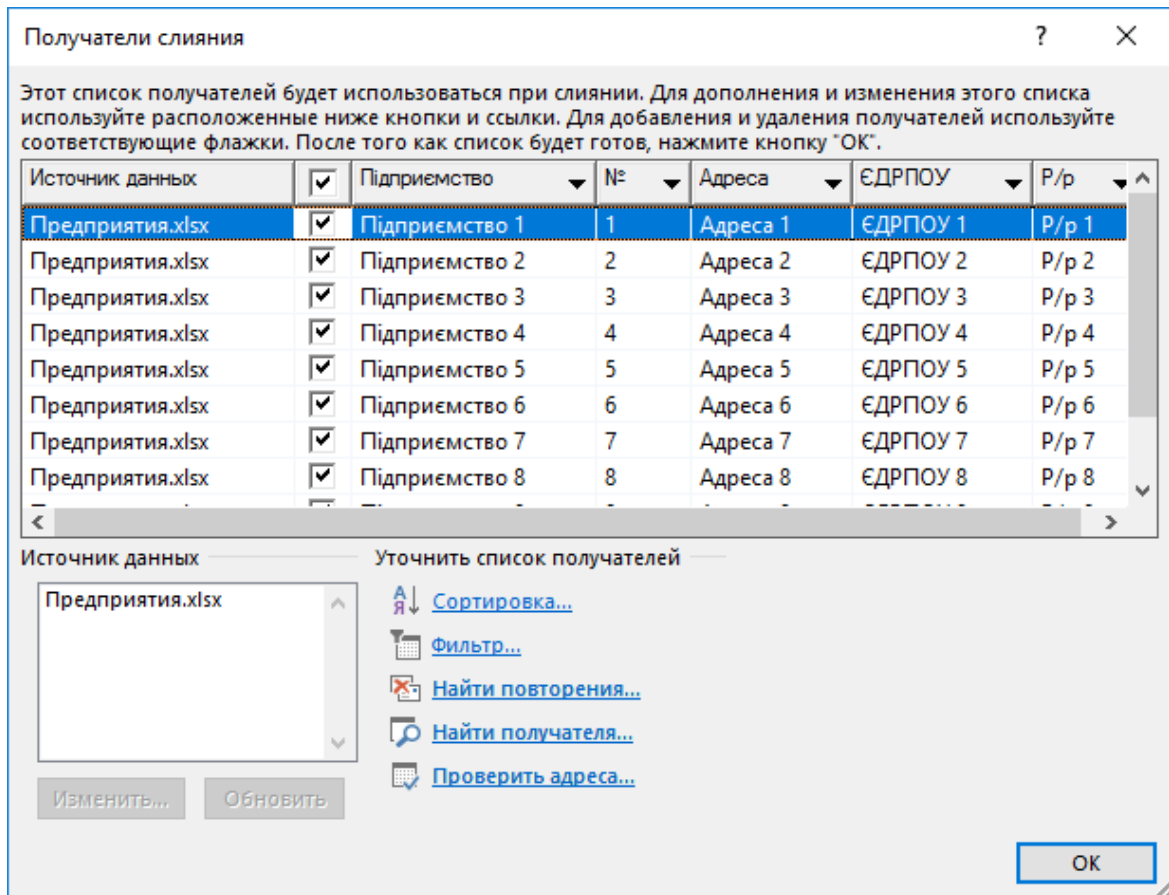 Получатели слияния ?
Этот список получателей будет использоваться при слиянии. Для дополнения и изменения этого списка
используйте расположенные ниже кнопки и ссылки. Для добавления и удаления получателей используйте
соответствующие флажки. После того как список будет готов, нажмите кнопку "ОК".
Источник данных Підприємство № Адреса ЄДРПОУ Р/р
Предприятия.xlsx Підприємство 1 1 Адреса 1 ЄДРПОУ 1 Р/р 1
Предприятия.xlsx Підприємство 2 2 Адреса 2 ЄДРПОУ 2 Р/р 2
Предприятия.xlsx Підприємство 3 3 Адреса 3 ЄДРПОУ 3 Р/р 3
Предприятия.xlsx Підприємство 4 4 Адреса 4 ЄДРПОУ 4 Р/р 4
Предприятия.xlsx Підприємство 5 5 Адреса 5 ЄДРПОУ 5 Р/р 5
Предприятия.xlsx Підприємство 6 6 Адреса 6 ЄДРПОУ 6 Р/р 6
Предприятия.xlsx Підприємство 7 7 Адреса 7 ЄДРПОУ 7 Р/р 7
Предприятия.xlsx Підприємство 8 8 Адреса 8 ЄДРПОУ 8 Р/р 8
Источник данных Уточнить список получателей
Предприятия.xlsx
Сортировка...
Фильтр...
Найти повторения...
Найти получателя...
Проверить адреса...
Изменить... Обновить
ОК